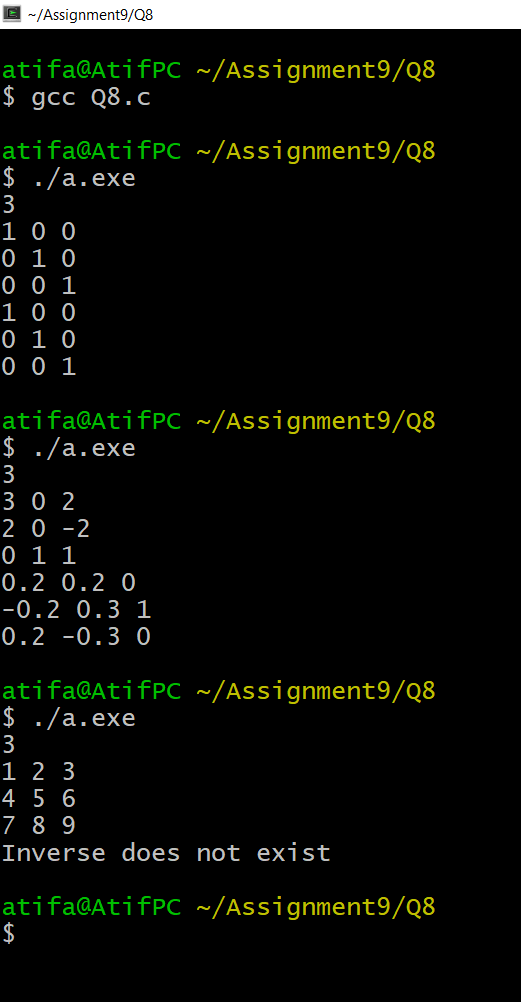 ~/Assignment9/Q8
atifa@AtifPC ~/Assignment9/Q8
$ gcc Q8.c
atifa@AtifPC ~/Assignment9/Q8
$ ./a.exe
3
1 0 0
0 1 0
0 0 1
1 0 0
0 1 0
0 0 1
atifa@AtifPC ~/Assignment9/Q8
$ ./a.exe
3
3 0 2
2 0 -2
0 1 1
0.2 0.2 0
-0.2 0.3 1
0.2 -0.3 0
atifa@AtifPC ~/Assignment9/Q8
$ ./a.exe
3
1 2 3
4 5 6
7 8 9
Inverse does not exist
atifa@AtifPC ~/Assignment9/Q8
$